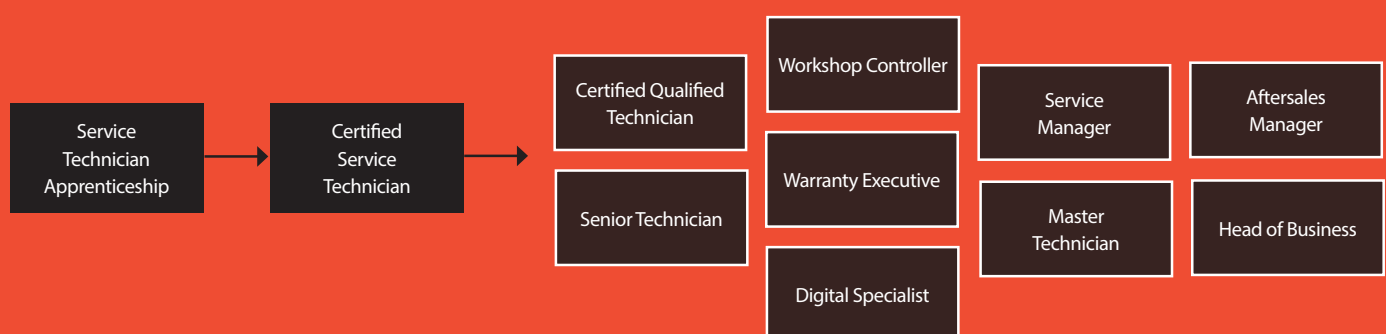 Service
Technician
Apprenticeship
Certified
Service
Technician
Certified Qualified
Technician
Senior Technician
Workshop Controller
Warranty Executive
Digital Specialist
Service
Manager
Master
Technician
Aftersales
Manager
Head of Business